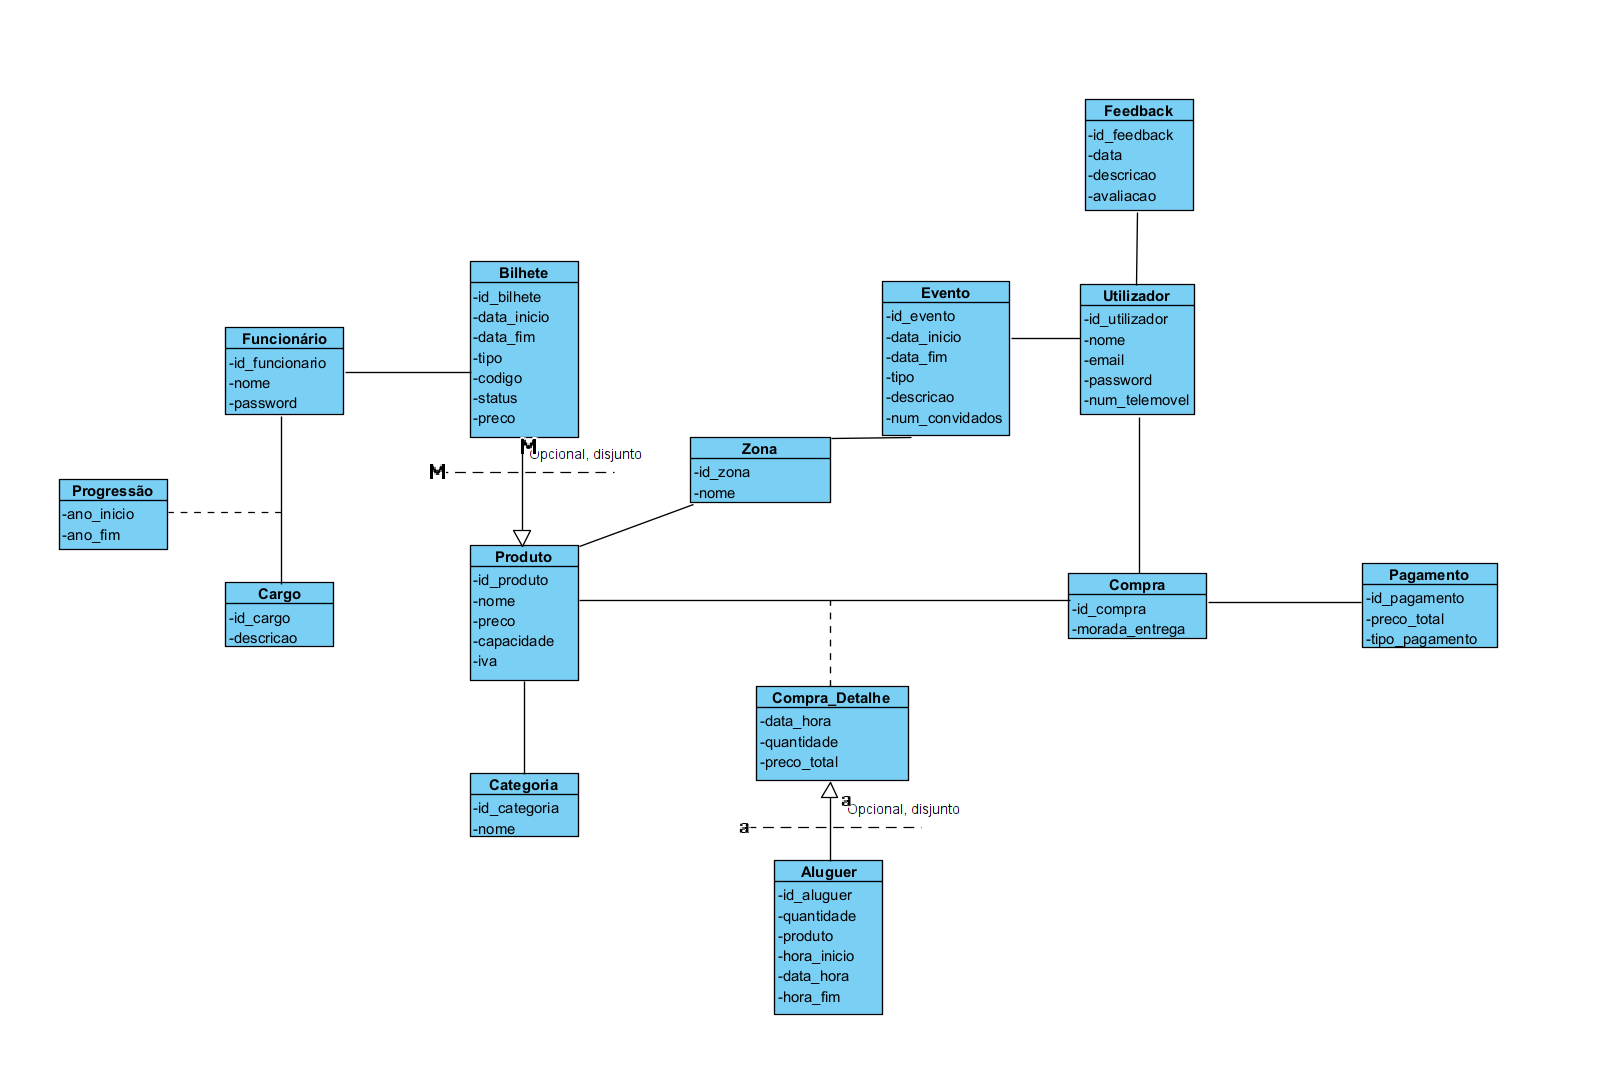 Feedback
-id_feedback
-data
-descricao
-avaliacao
Bilhete
-id_bilhete
-data_inicio
-data_fim
-tipo
-codigo
-status
-preco
Evento
-id_evento
-data_inicio
-data_fim
-tipo
-descricao
-num_convidados
Utilizador
-id_utilizador
-nome
-email
-password
-num_telemovel
Funcionário
-id_funcionario
-nome
-password
M
Opcional, disjunto
M
Zona
-id_zona
-nome
Progressão
-ano_inicio
-ano_fim
Produto
-id_produto
-nome
-preco
-capacidade
-iva
Cargo
-id_cargo
-descricao
Compra
-id_compra
-morada_entrega
Pagamento
-id_pagamento
-preco_total
-tipo_pagamento
Compra_Detalhe
-data_hora
-quantidade
-preco_total
Categoria
-id_categoria
-nome
a
Opcional, disjunto
a
Aluguer
-id_aluguer
-quantidade
-produto
-hora_inicio
-data_hora
-hora_fim